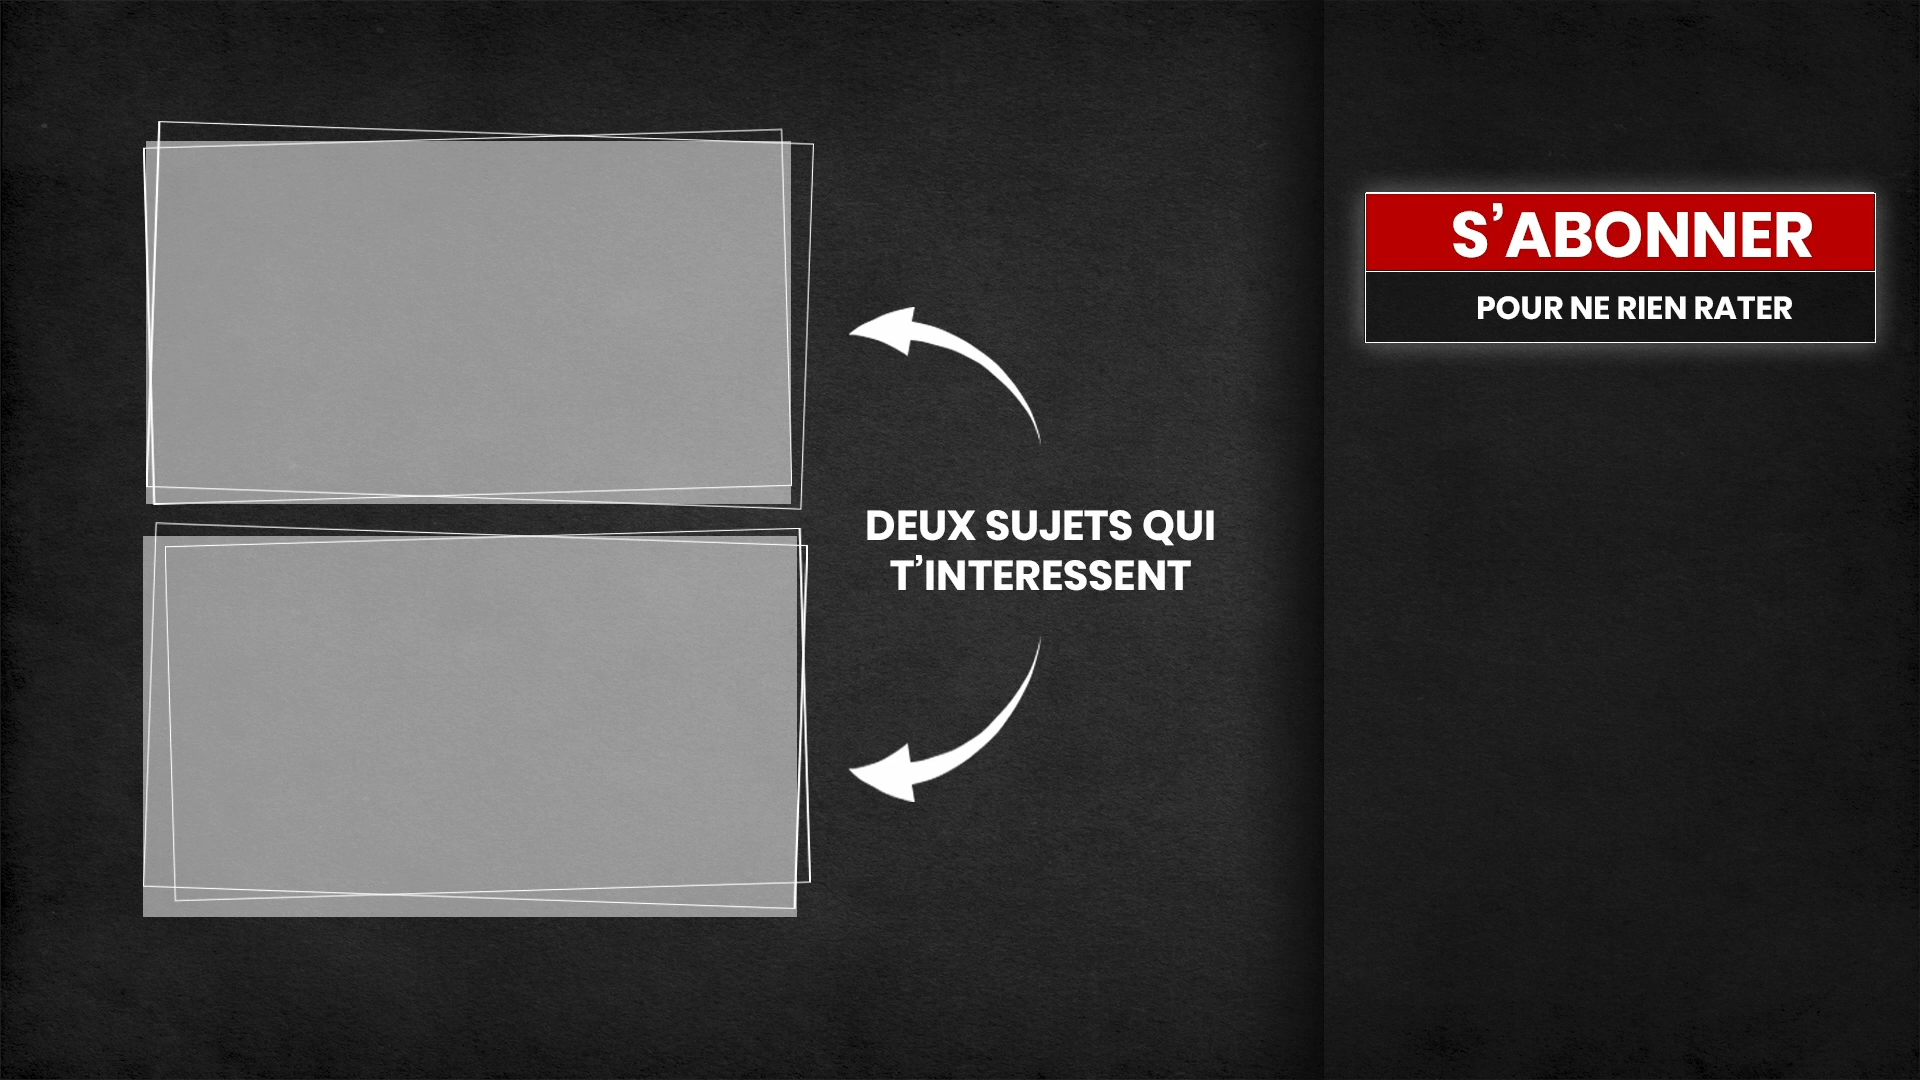 S’ABONNER
POUR NE RIEN RATER
DEUX SUJETS QUI
T’INTERESSENT